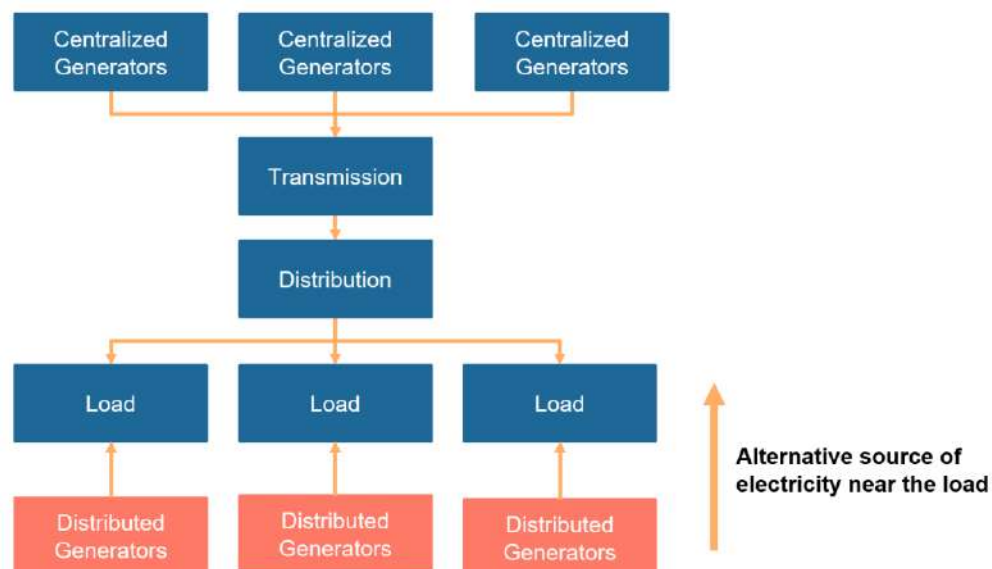 Centralized
Generators
Centralized
Generators
Centralized
Generators
Transmission
Distribution
Load
Load
Load
Alternative source of
electricity near the load
Distributed
Generators
Distributed
Generators
Distributed
Generators